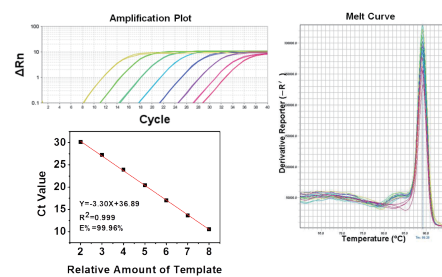 Amplification Plot
100
10
1
0.1
ΔRn
2 4 6 8 10 12 14 16 18 20 22 24 26 28 30 32 34 36 38 40
Cycle
30
25
20
15
10
Ct Value
Y=-3.30X+36.89
R²=0.999
E%=99.96%
2 3 4 5 6 7 8
Relative Amount of Template
Melt Curve
Derivative Reporter (−R′)
Temperature (°C)